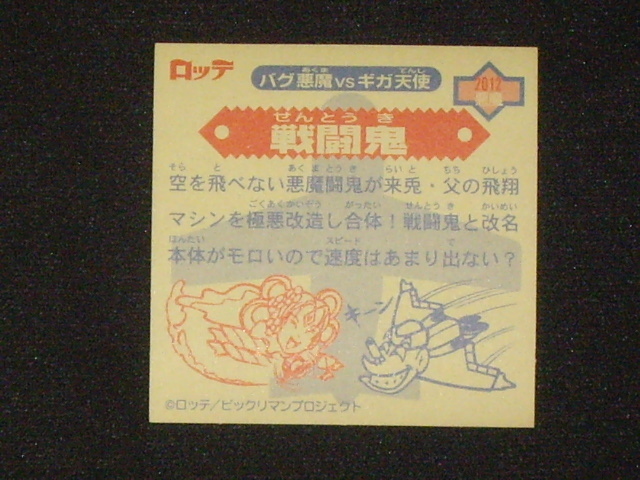 ロッテ
バグ悪魔vsギガ天使
あくま てんし
2012
せんとうき
戦闘鬼
そら と あくまとうき らいと ちち ひしょう
空を飛べない悪魔闘鬼が来兎・父の飛翔
ごくあくかいぞう がったい せんとうき かいめい
マシンを極悪改造し合体！戦闘鬼と改名
ほんたい スピード で
本体がモロいので速度はあまり出ない？
キーン
©ロッテ/ビックリマンプロジェクト